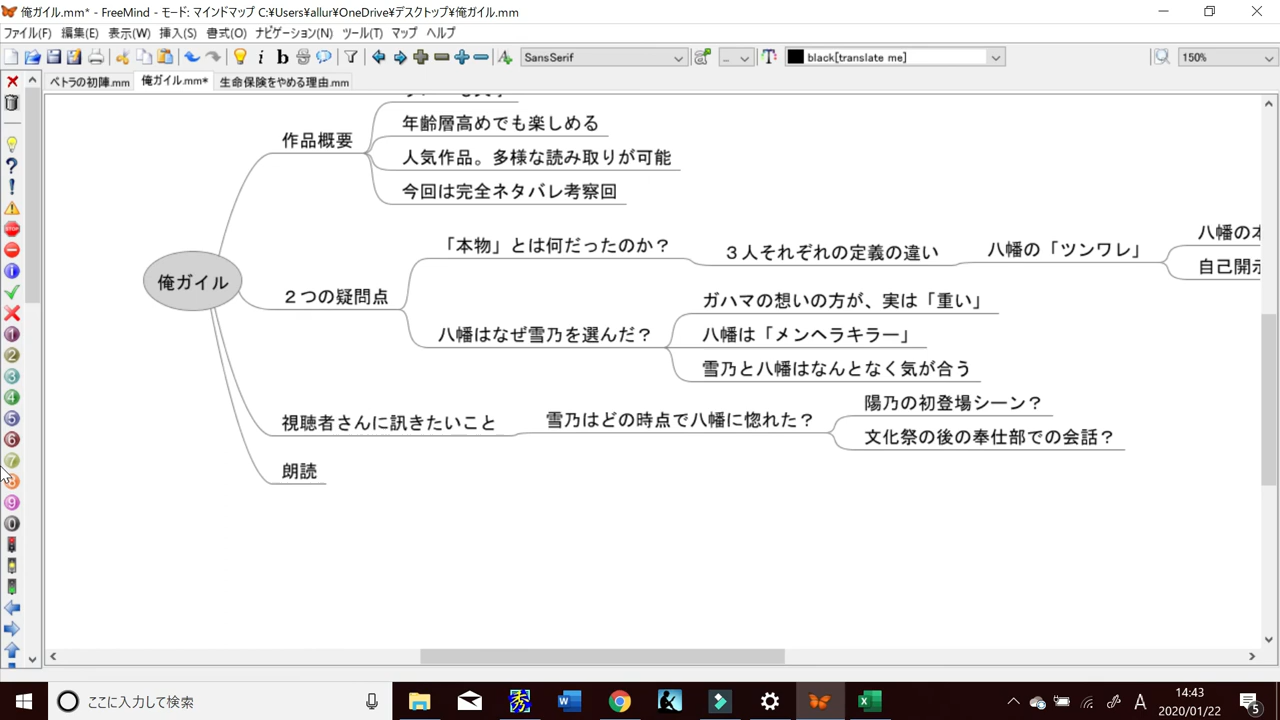 俺ガイル.mm* - FreeMind - モード: マインドマップ C:¥Users¥allur¥OneDrive¥デスクトップ¥俺ガイル.mm
ファイル(F) 編集(E) 表示(W) 挿入(S) 書式(O) ナビゲーション(N) ツール(T) マップ ヘルプ
SansSerif
black[translate me]
150%
ペトラの初陣.mm 俺ガイル.mm* 生命保険をやめる理由.mm
作品概要
年齢層高めでも楽しめる
人気作品。多様な読み取りが可能
今回は完全ネタバレ考察回
俺ガイル
2つの疑問点
「本物」とは何だったのか？
3人それぞれの定義の違い
八幡の「ツンワレ」
八幡の本
自己開示
八幡はなぜ雪乃を選んだ？
ガハマの想いの方が、実は「重い」
八幡は「メンヘラキラー」
雪乃と八幡はなんとなく気が合う
視聴者さんに訊きたいこと
雪乃はどの時点で八幡に惚れた？
陽乃の初登場シーン？
文化祭の後の奉仕部での会話？
朗読
ここに入力して検索
A
14:43
2020/01/22
5